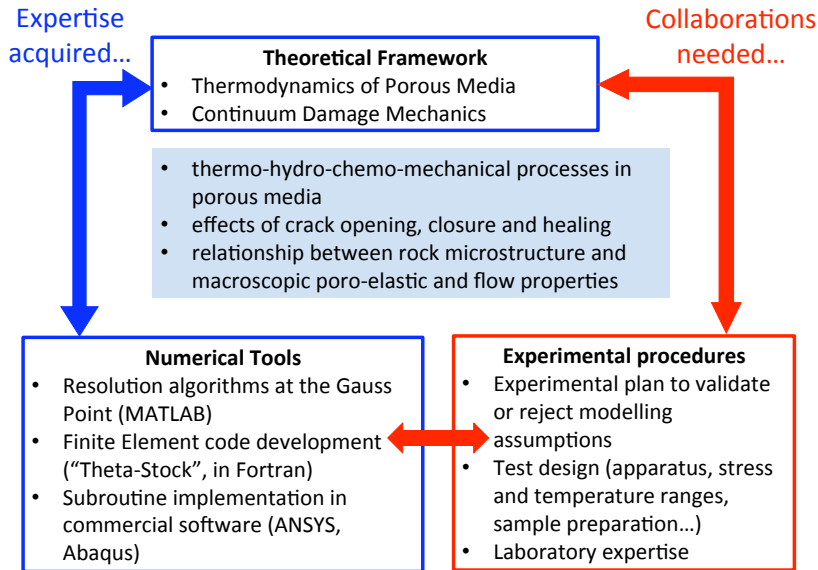 Expertise
acquired…
Collaborations
needed…
Theoretical Framework
• Thermodynamics of Porous Media
• Continuum Damage Mechanics
• thermo-hydro-chemo-mechanical processes in
porous media
• effects of crack opening, closure and healing
• relationship between rock microstructure and
macroscopic poro-elastic and flow properties
Numerical Tools
• Resolution algorithms at the Gauss
Point (MATLAB)
• Finite Element code development
(“Theta-Stock”, in Fortran)
• Subroutine implementation in
commercial software (ANSYS,
Abaqus)
Experimental procedures
• Experimental plan to validate
or reject modelling
assumptions
• Test design (apparatus, stress
and temperature ranges,
sample preparation…)
• Laboratory expertise